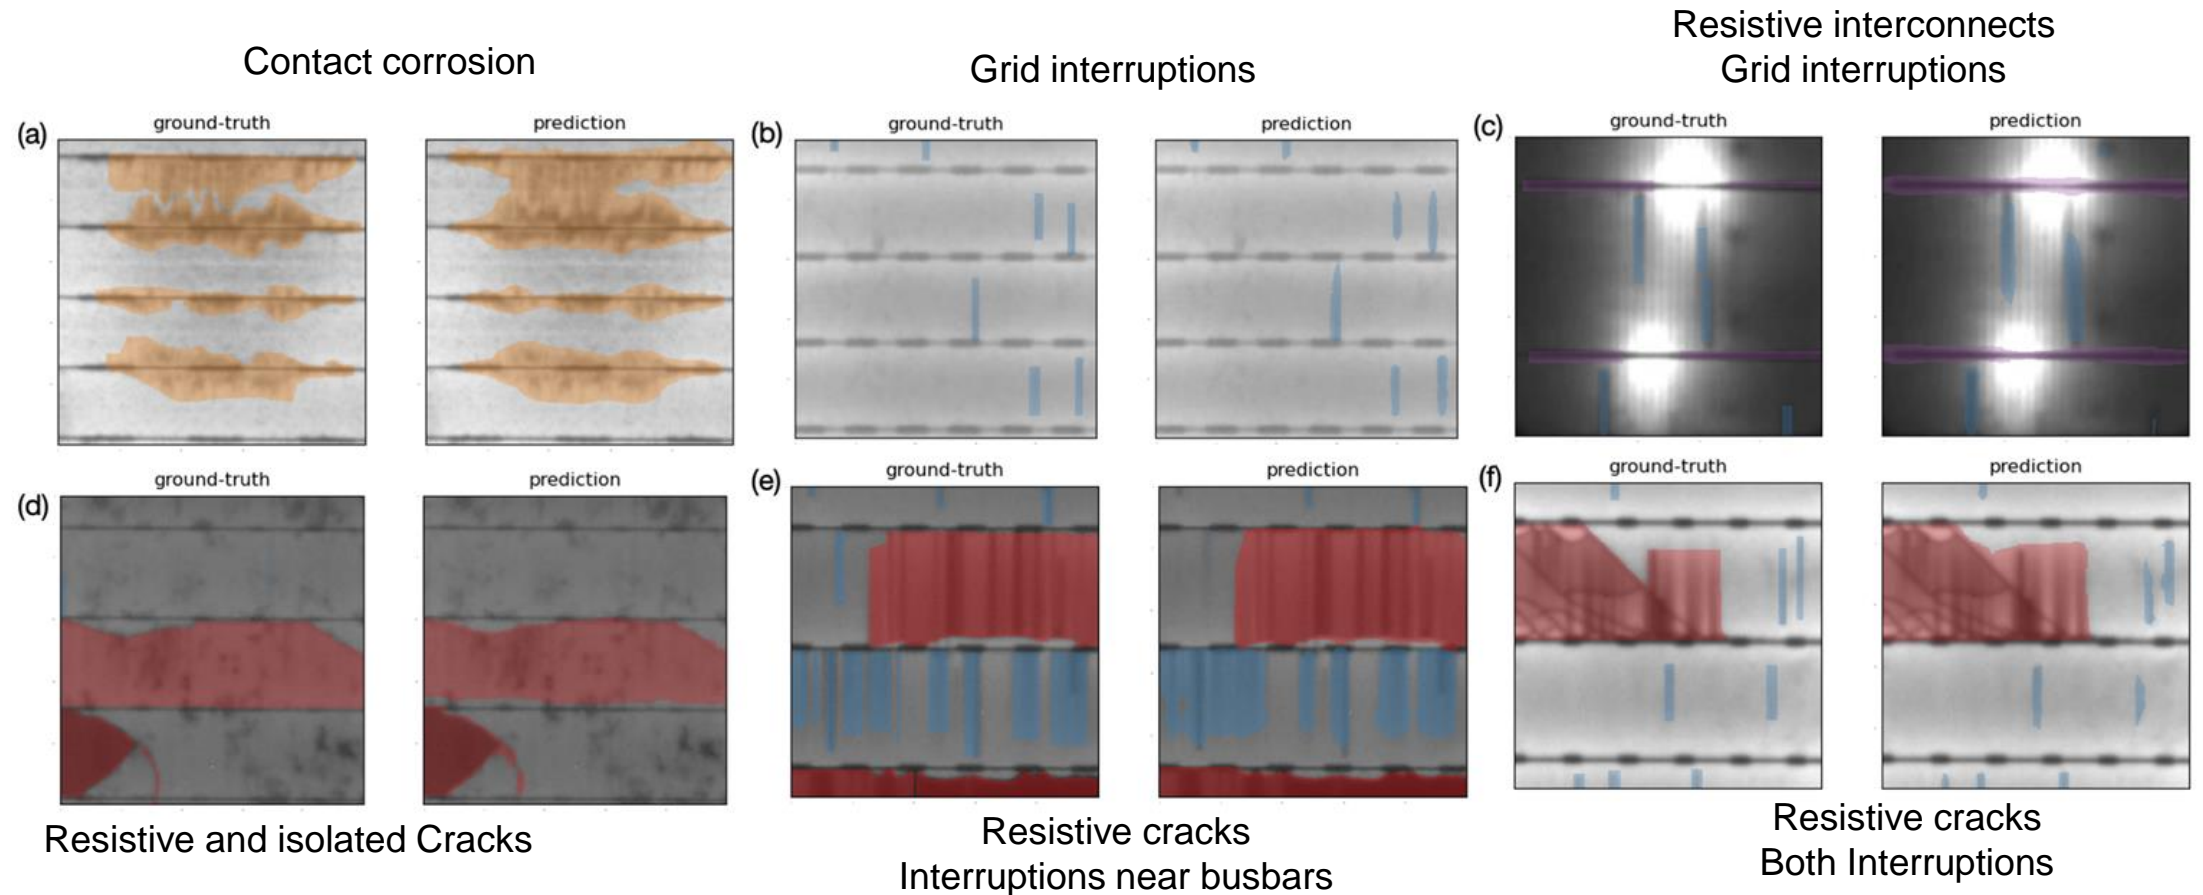 Contact corrosion
Grid interruptions
Resistive interconnects
Grid interruptions
(a)
ground-truth
prediction
(b)
ground-truth
prediction
(c)
ground-truth
prediction
(d)
ground-truth
prediction
(e)
ground-truth
prediction
(f)
ground-truth
prediction
Resistive and isolated Cracks
Resistive cracks
Interruptions near busbars
Resistive cracks
Both Interruptions